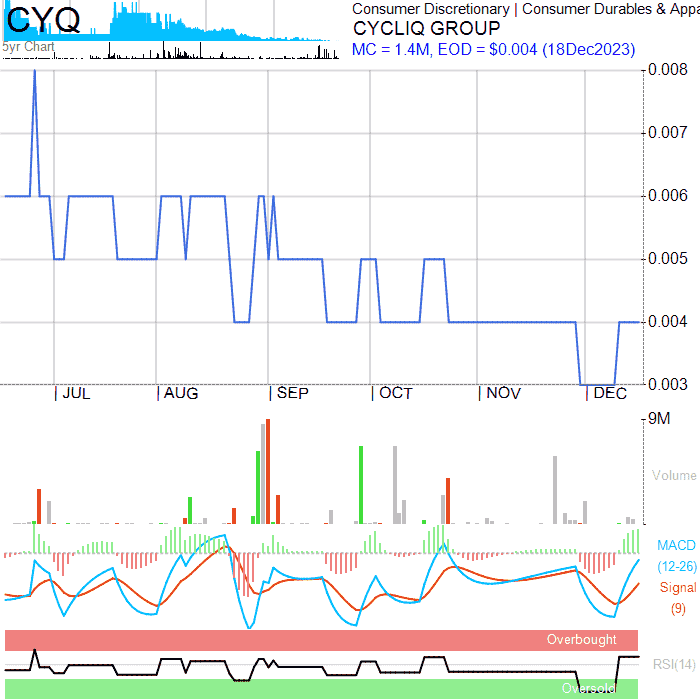 CYQ
5yr Chart
Consumer Discretionary | Consumer Durables & Appa
CYCLIQ GROUP
MC = 1.4M, EOD = $0.004 (18Dec2023)
0.008
0.007
0.006
0.005
0.004
0.003
JUL AUG SEP OCT NOV DEC
9M
Volume
MACD
(12-26)
Signal
(9)
Overbought
RSI(14)
Oversold